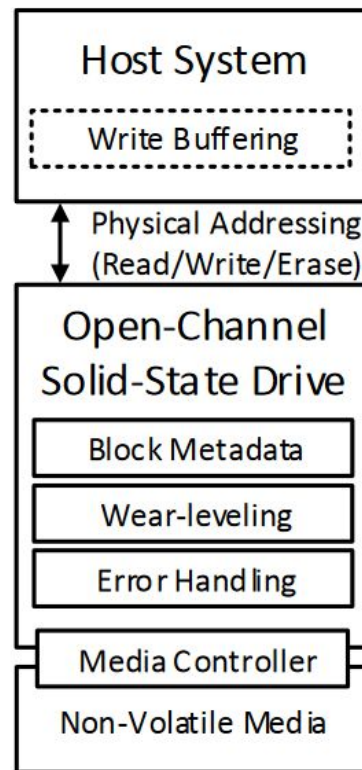 Host System
Write Buffering
Physical Addressing
(Read/Write/Erase)
Open-Channel
Solid-State Drive
Block Metadata
Wear-leveling
Error Handling
Media Controller
Non-Volatile Media